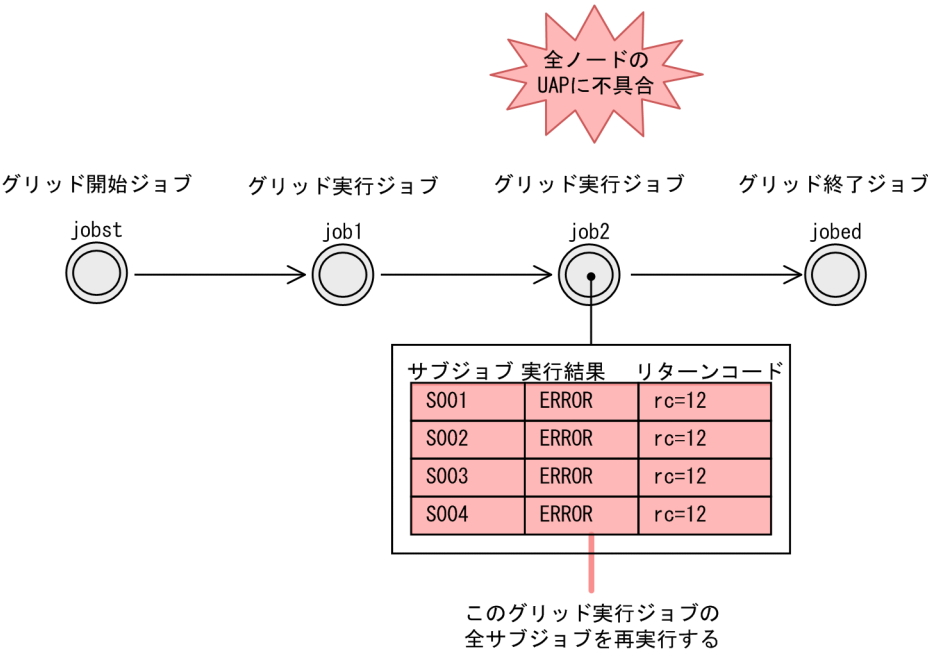 全ノードの
UAPに不具合
グリッド開始ジョブ
グリッド実行ジョブ
グリッド実行ジョブ
グリッド終了ジョブ
jobst
job1
job2
jobed
サブジョブ 実行結果 リターンコード
S001 ERROR rc=12
S002 ERROR rc=12
S003 ERROR rc=12
S004 ERROR rc=12
このグリッド実行ジョブの
全サブジョブを再実行する